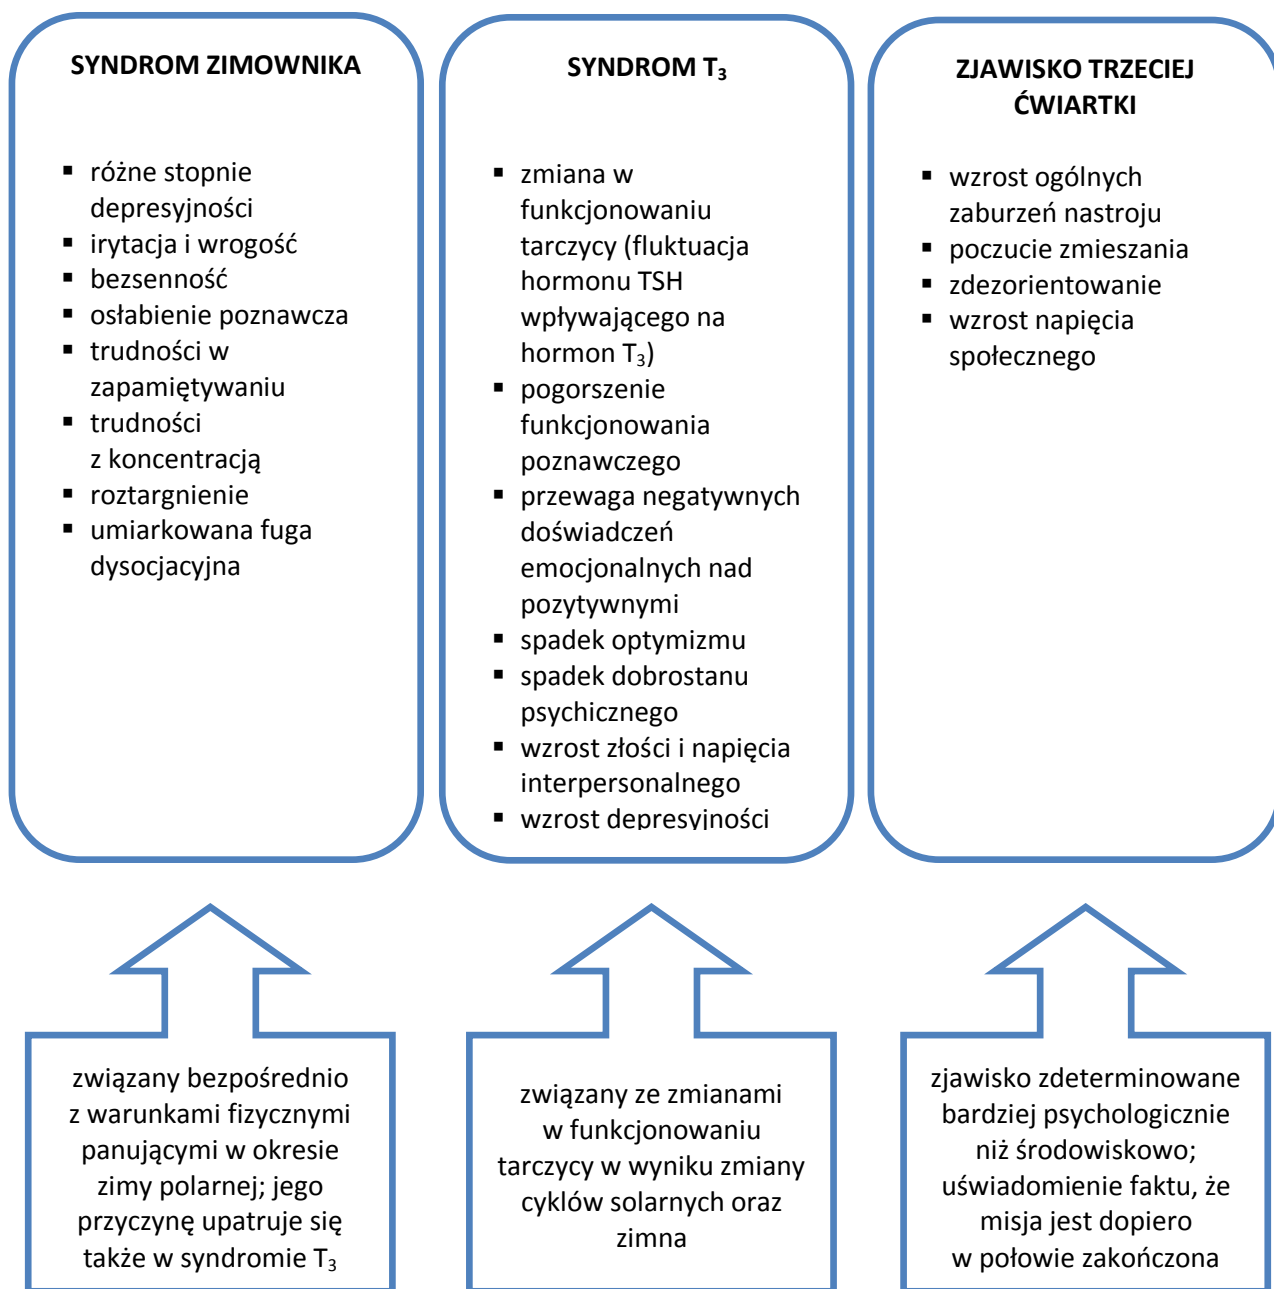 SYNDROM ZIMOWNIKA
▪ różne stopnie
depresyjności
▪ irytacja i wrogość
▪ bezsenność
▪ osłabienie poznawcza
▪ trudności w
zapamiętywaniu
▪ trudności
z koncentracją
▪ roztargnienie
▪ umiarkowana fuga
dysocjacyjna
SYNDROM T₃
▪ zmiana w
funkcjonowaniu
tarczycy (fluktuacja
hormonu TSH
wpływającego na
hormon T₃)
▪ pogorszenie
funkcjonowania
poznawczego
▪ przewaga negatywnych
doświadczeń
emocjonalnych nad
pozytywnymi
▪ spadek optymizmu
▪ spadek dobrostanu
psychicznego
▪ wzrost złości i napięcia
interpersonalnego
▪ wzrost depresyjności
ZJAWISKO TRZECIEJ
ĆWIARTKI
▪ wzrost ogólnych
zaburzeń nastroju
▪ poczucie zmieszania
▪ zdezorientowanie
▪ wzrost napięcia
społecznego
związany bezpośrednio
z warunkami fizycznymi
panującymi w okresie
zimy polarnej; jego
przyczynę upatruje się
także w syndromie T₃
związany ze zmianami
w funkcjonowaniu
tarczycy w wyniku zmiany
cyklów solarnych oraz
zimna
zjawisko zdeterminowane
bardziej psychologicznie
niż środowiskowo;
uświadomienie faktu, że
misja jest dopiero
w połowie zakończona